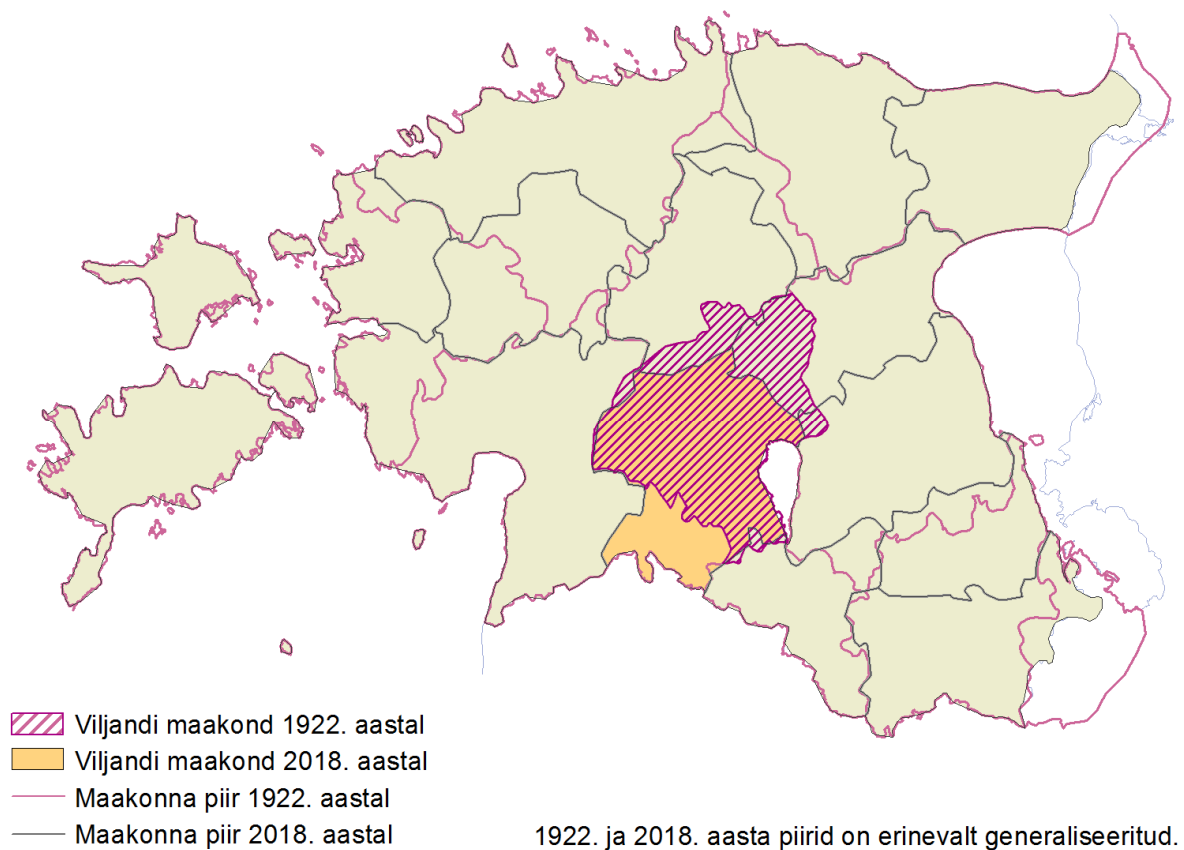 Viljandi maakond 1922. aastal
Viljandi maakond 2018. aastal
Maakonna piir 1922. aastal
Maakonna piir 2018. aastal
1922. ja 2018. aasta piirid on erinevalt generaliseeritud.